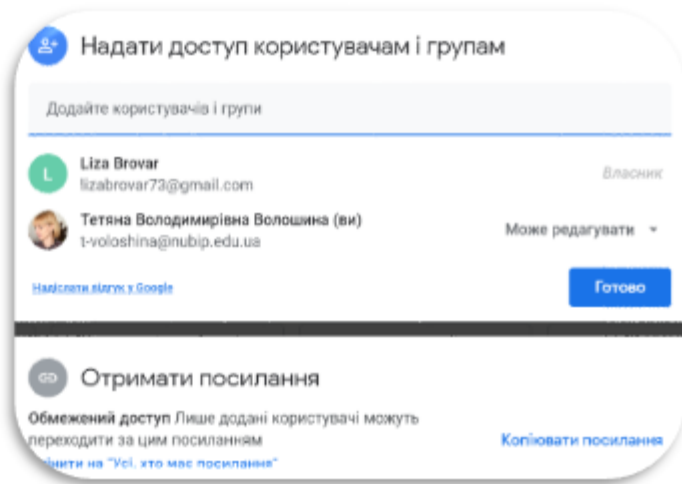 Надати доступ користувачам і групам
Додайте користувачів і групи
L
Liza Brovar
lizabrovar73@gmail.com
Власник
Тетяна Володимирівна Волошина (ви)
t-voloshina@nubip.edu.ua
Може редагувати
Надіслати відгук у Google
Готово
Отримати посилання
Обмежений доступ Лише додані користувачі можуть
переходити за цим посиланням
Копіювати посилання
нити на "Усі, хто має посилання"